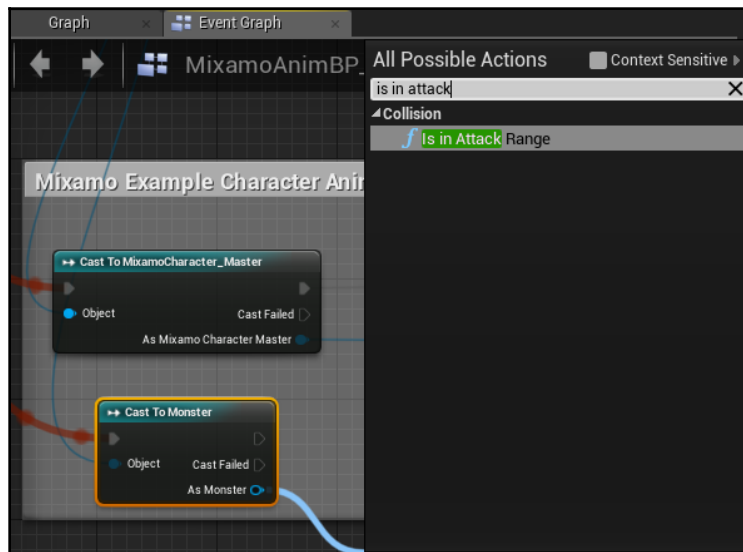 Graph
Event Graph
MixamoAnimBP_
All Possible Actions
Context Sensitive
is in attack
Collision
f Is in Attack Range
Mixamo Example Character Anir
Cast To MixamoCharacter_Master
Object
Cast Failed
As Mixamo Character Master
Cast To Monster
Object
Cast Failed
As Monster